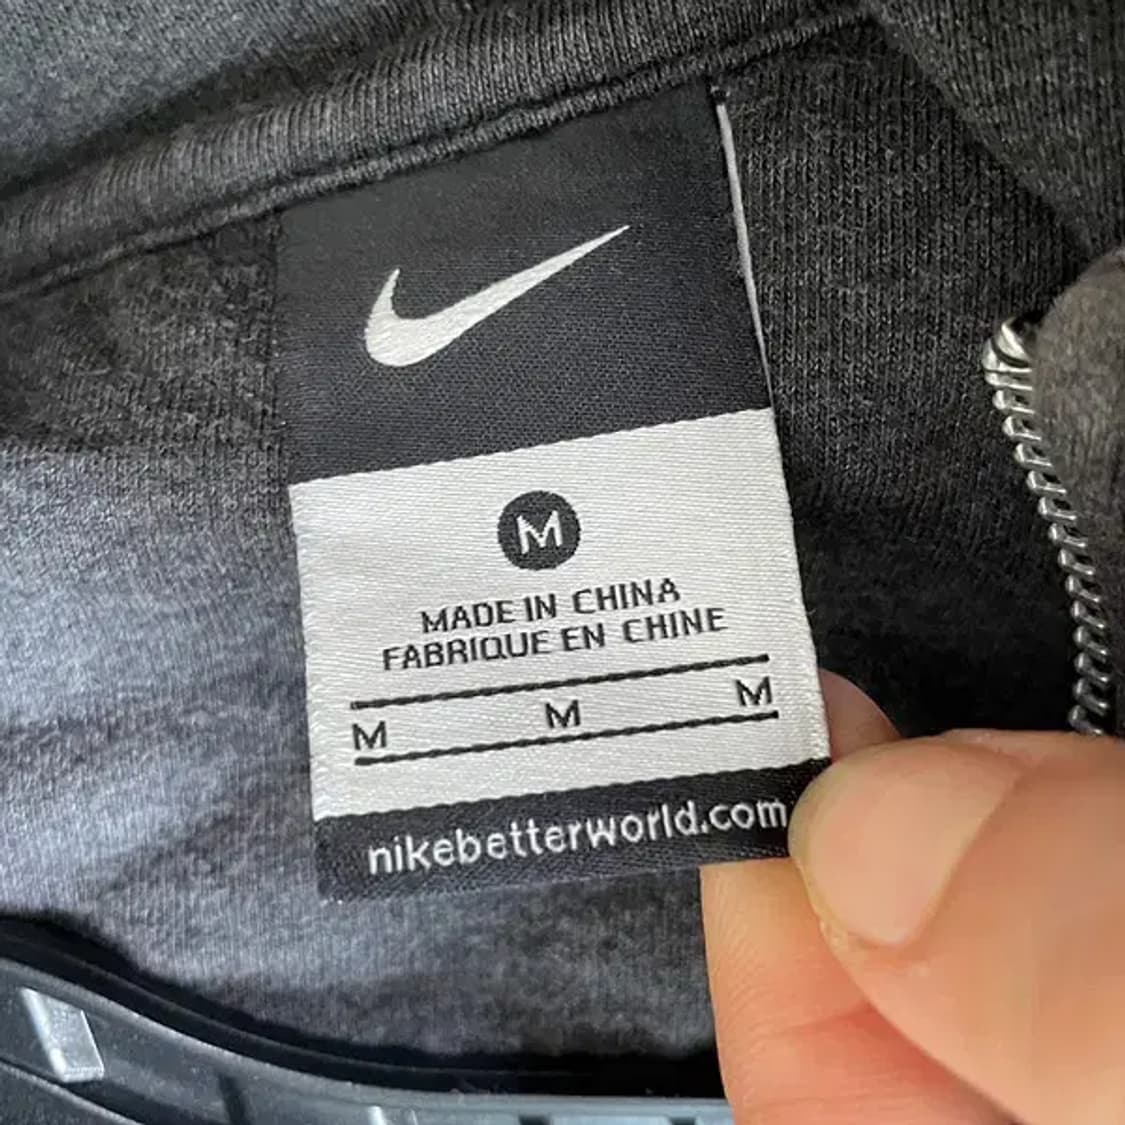 M
MADE IN CHINA
FABRIQUE EN CHINE
M M M
nikebetterworld.com